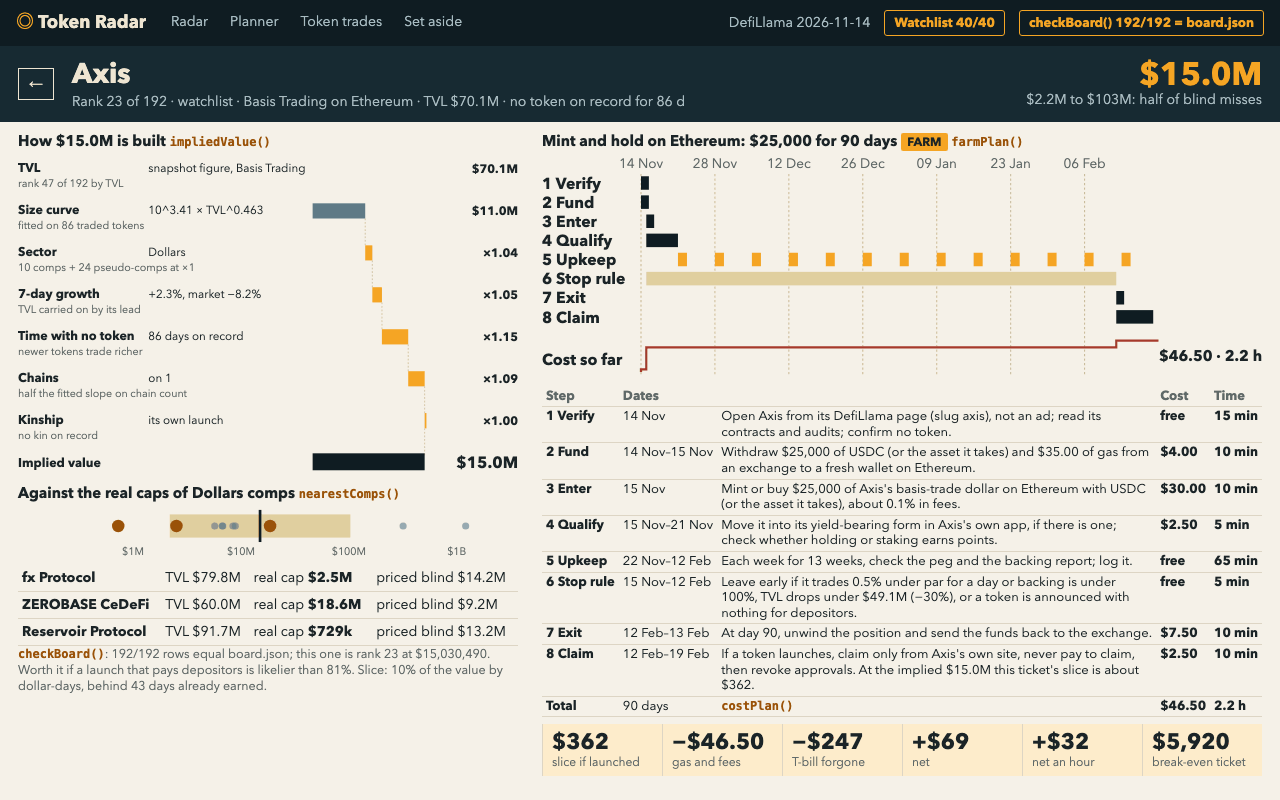 Token Radar
Radar Planner Token trades Set aside
DefiLlama 2026-11-14
Watchlist 40/40
checkBoard() 192/192 = board.json
←
Axis
Rank 23 of 192 · watchlist · Basis Trading on Ethereum · TVL $70.1M · no token on record for 86 d
$15.0M
$2.2M to $103M: half of blind misses
How $15.0M is built impliedValue()
TVL snapshot figure, Basis Trading $70.1M
rank 47 of 192 by TVL
Size curve 10^3.41 × TVL^0.463 $11.0M
fitted on 86 traded tokens
Sector Dollars ×1.04
10 comps + 24 pseudo-comps at ×1
7-day growth +2.3%, market −8.2% ×1.05
TVL carried on by its lead
Time with no token 86 days on record ×1.15
newer tokens trade richer
Chains on 1 ×1.09
half the fitted slope on chain count
Kinship its own launch ×1.00
no kin on record
Implied value $15.0M
Against the real caps of Dollars comps nearestComps()
$1M $10M $100M $1B
fx Protocol TVL $79.8M real cap $2.5M priced blind $14.2M
ZEROBASE CeDeFi TVL $60.0M real cap $18.6M priced blind $9.2M
Reservoir Protocol TVL $91.7M real cap $729k priced blind $13.2M
checkBoard(): 192/192 rows equal board.json; this one is rank 23 at $15,030,490.
Worth it if a launch that pays depositors is likelier than 81%. Slice: 10% of the value by
dollar-days, behind 43 days already earned.
Mint and hold on Ethereum: $25,000 for 90 days FARM farmPlan()
14 Nov 28 Nov 12 Dec 26 Dec 09 Jan 23 Jan 06 Feb
1 Verify
2 Fund
3 Enter
4 Qualify
5 Upkeep
6 Stop rule
7 Exit
8 Claim
Cost so far $46.50 · 2.2 h
Step Dates Cost Time
1 Verify 14 Nov Open Axis from its DefiLlama page (slug axis), not an ad; read its free 15 min
contracts and audits; confirm no token.
2 Fund 14 Nov–15 Nov Withdraw $25,000 of USDC (or the asset it takes) and $35.00 of gas from $4.00 10 min
an exchange to a fresh wallet on Ethereum.
3 Enter 15 Nov Mint or buy $25,000 of Axis's basis-trade dollar on Ethereum with USDC $30.00 10 min
(or the asset it takes), about 0.1% in fees.
4 Qualify 15 Nov–21 Nov Move it into its yield-bearing form in Axis's own app, if there is one; $2.50 5 min
check whether holding or staking earns points.
5 Upkeep 22 Nov–12 Feb Each week for 13 weeks, check the peg and the backing report; log it. free 65 min
6 Stop rule 15 Nov–12 Feb Leave early if it trades 0.5% under par for a day or backing is under free 5 min
100%, TVL drops under $49.1M (−30%), or a token is announced with
nothing for depositors.
7 Exit 12 Feb–13 Feb At day 90, unwind the position and send the funds back to the exchange. $7.50 10 min
8 Claim 12 Feb–19 Feb If a token launches, claim only from Axis's own site, never pay to claim, $2.50 10 min
then revoke approvals. At the implied $15.0M this ticket's slice is about
$362.
Total 90 days costPlan() $46.50 2.2 h
$362 −$46.50 −$247 +$69 +$32 $5,920
slice if launched gas and fees T-bill forgone net net an hour break-even ticket